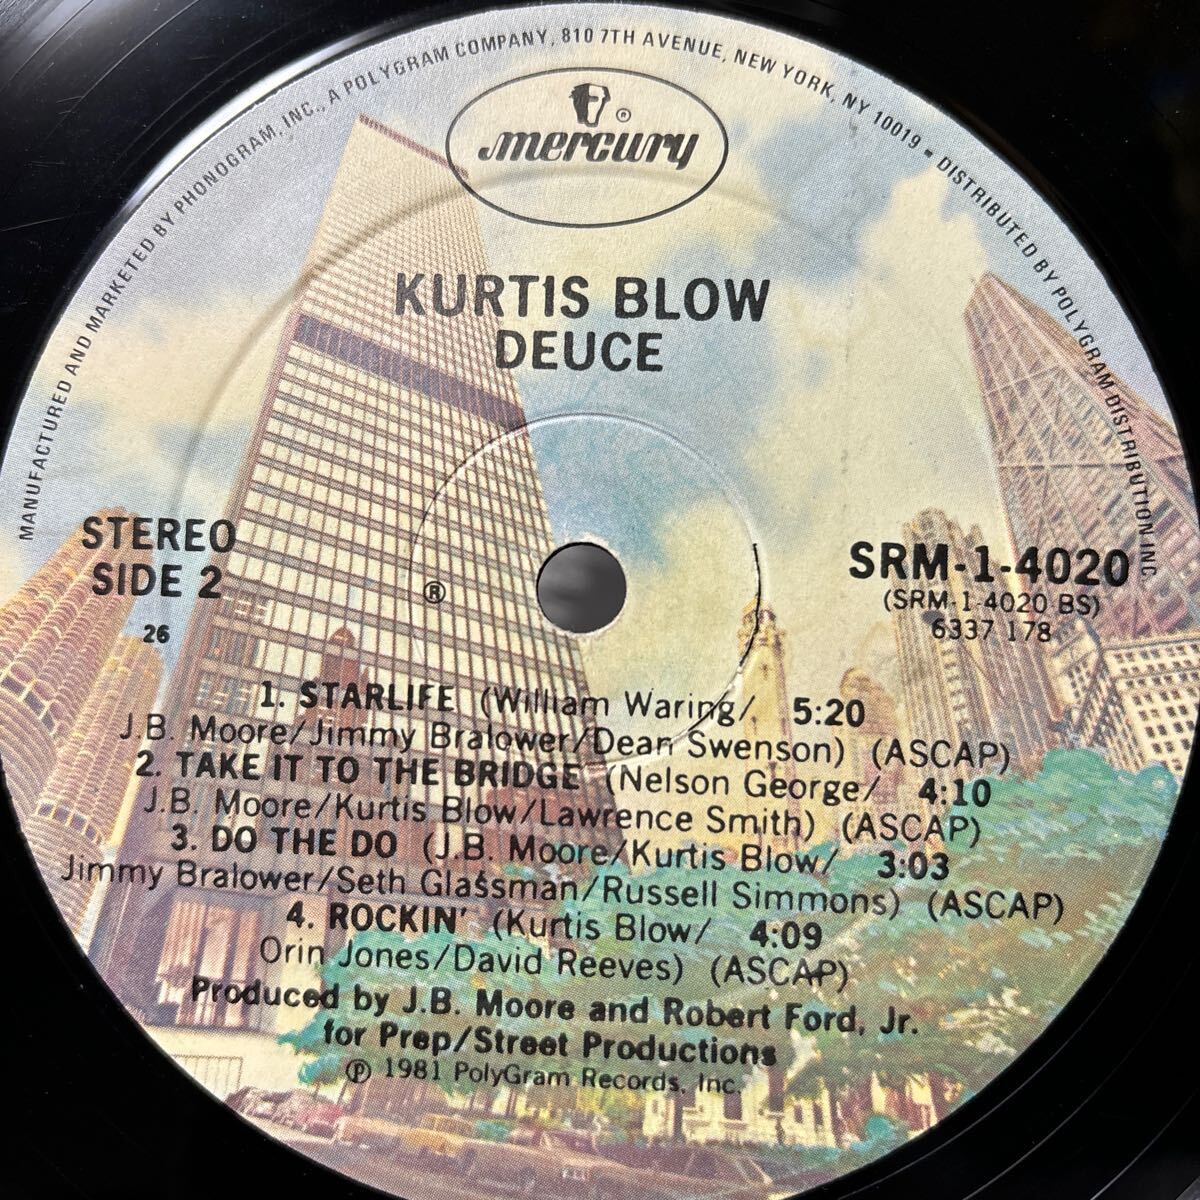 MANUFACTURED AND MARKETED BY PHONOGRAM, INC., A POLYGRAM COMPANY, 810 7TH AVENUE, NEW YORK, NY 10019 ▪ DISTRIBUTED BY POLYGRAM DISTRIBUTION INC.
mercury ®
KURTIS BLOW
DEUCE
STEREO
SIDE 2
26
®
SRM-1-4020
(SRM-1-4020 BS)
6337 178
1. STARLIFE (William Waring/ 5:20
J.B. Moore/Jimmy Bralower/Dean Swenson) (ASCAP)
2. TAKE IT TO THE BRIDGE (Nelson George/ 4:10
J.B. Moore/Kurtis Blow/Lawrence Smith) (ASCAP)
3. DO THE DO (J.B. Moore/Kurtis Blow/ 3:03
Jimmy Bralower/Seth Glassman/Russell Simmons) (ASCAP)
4. ROCKIN' (Kurtis Blow/ 4:09
Orin Jones/David Reeves) (ASCAP)
Produced by J.B. Moore and Robert Ford, Jr.
for Prep/Street Productions
℗ 1981 PolyGram Records, Inc.